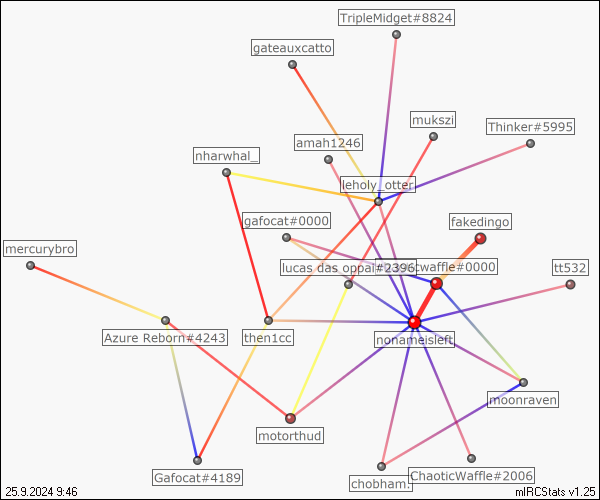 TripleMidget#8824
gateauxcatto
mukszi
Thinker#5995
amah1246
nharwhal_
leholy_otter
gafocat#0000
fakedingo
mercurybro
lucas das oppai#2396
cwaffle#0000
tt532
Azure Reborn#4243
then1cc
nonameisleft
moonraven
motorthud
Gafocat#4189
chobham.
ChaoticWaffle#2006
25.9.2024 9:46
mIRCStats v1.25